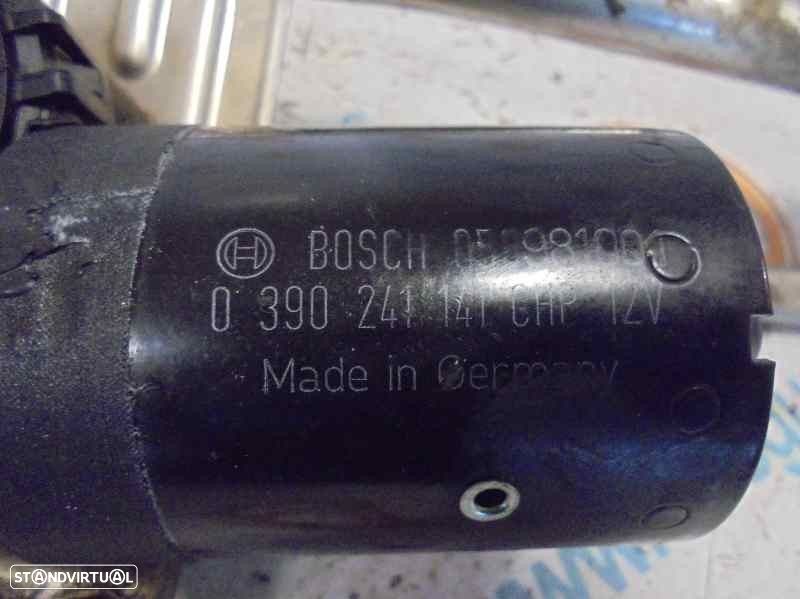 BOSCH
0 390 241 141 CHP 12V
Made in Germany
STANDVIRTUAL